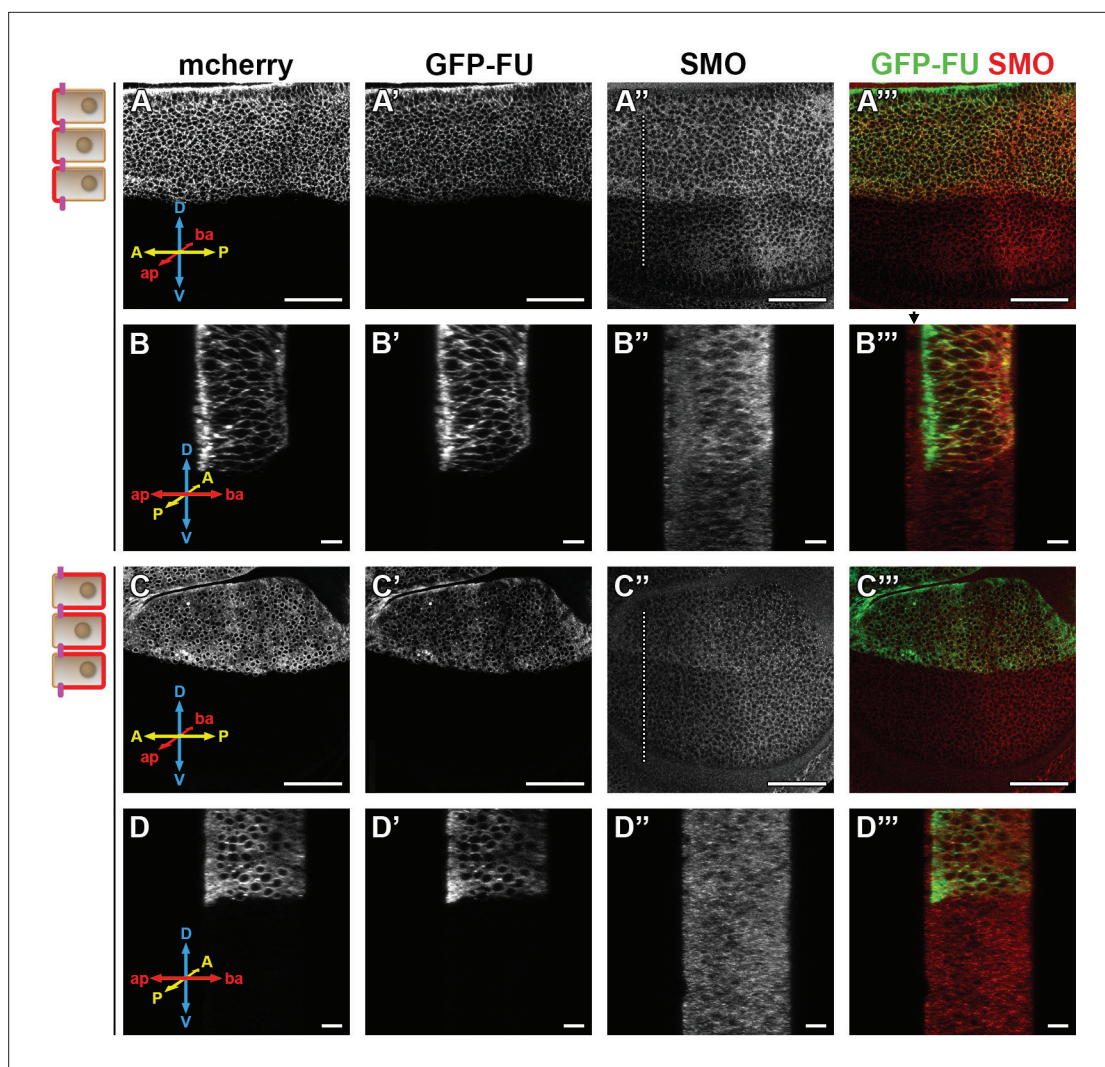 mcherry GFP-FU SMO GFP-FU SMO
A A’ A’’ A’’’
D
ba
A P
ap
V
B B’ B’’ B’’’
D
A
ap ba
P
V
C C’ C’’ C’’’
D
ba
A P
ap
V
D D’ D’’ D’’’
D
A
ap ba
P
V